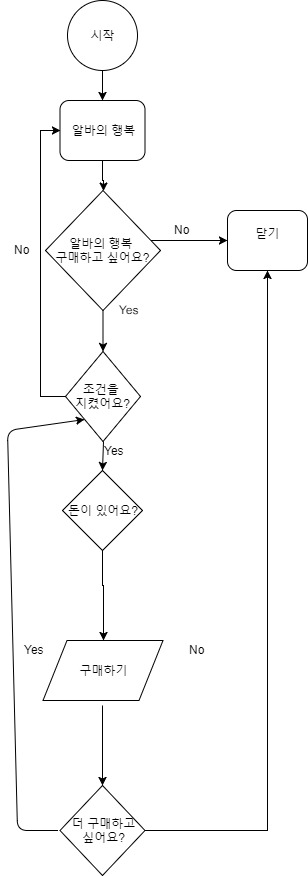 시작
알바의 행복
알바의 행복
구매하고 싶어요?
No
닫기
No
Yes
조건을
지켰어요?
Yes
돈이 있어요?
Yes
구매하기
No
더 구매하고
싶어요?